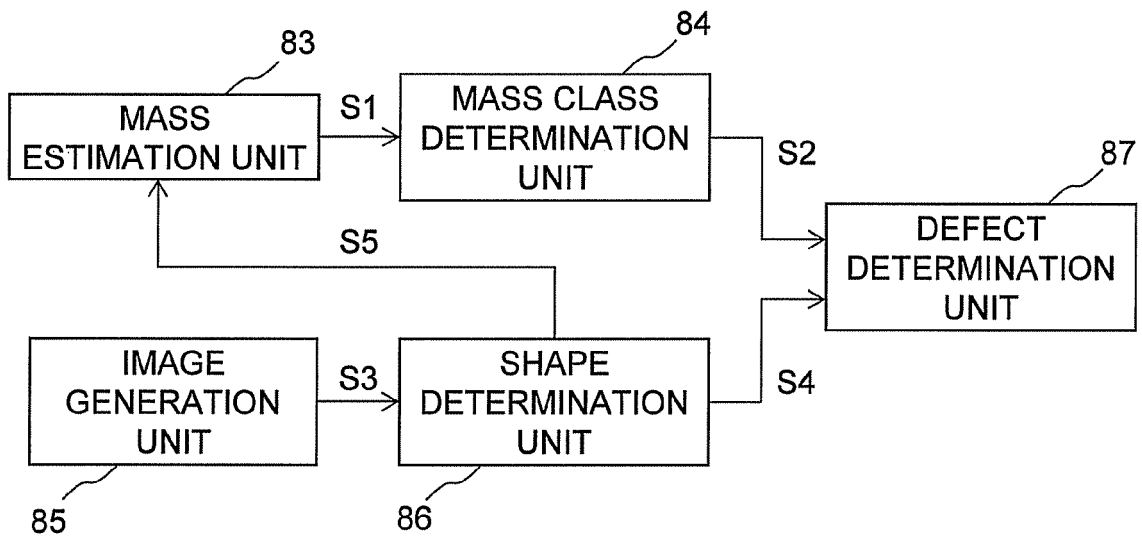 83
MASS
ESTIMATION UNIT
S1
84
MASS CLASS
DETERMINATION
UNIT
S2
87
DEFECT
DETERMINATION
UNIT
S5
IMAGE
GENERATION
UNIT
85
S3
SHAPE
DETERMINATION
UNIT
86
S4